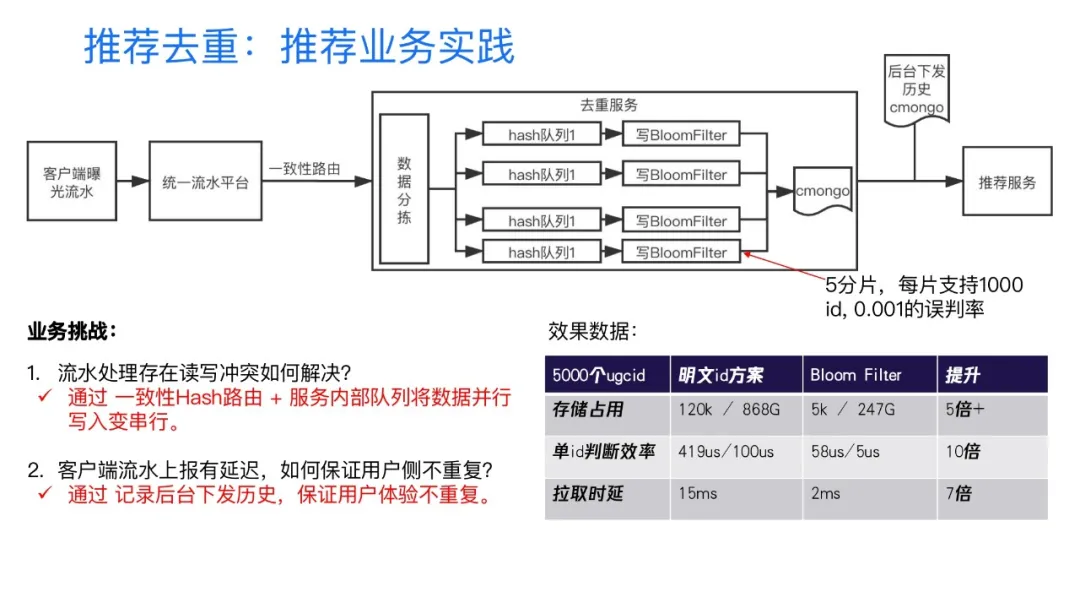 推荐去重：推荐业务实践
后台下发
历史
cmongo
去重服务
客户端曝
光流水
统一流水平台
一致性路由
数
据
分
拣
hash队列1
写BloomFilter
hash队列1
写BloomFilter
hash队列1
写BloomFilter
hash队列1
写BloomFilter
cmongo
推荐服务
5分片，每片支持1000
id, 0.001的误判率
业务挑战：
1. 流水处理存在读写冲突如何解决？
✓ 通过 一致性Hash路由 + 服务内部队列将数据并行
写入变串行。
2. 客户端流水上报有延迟，如何保证用户侧不重复？
✓ 通过 记录后台下发历史，保证用户体验不重复。
效果数据：
5000个ugcid 明文id方案 Bloom Filter 提升
存储占用 120k / 868G 5k / 247G 5倍+
单id判断效率 419us/100us 58us/5us 10倍
拉取时延 15ms 2ms 7倍